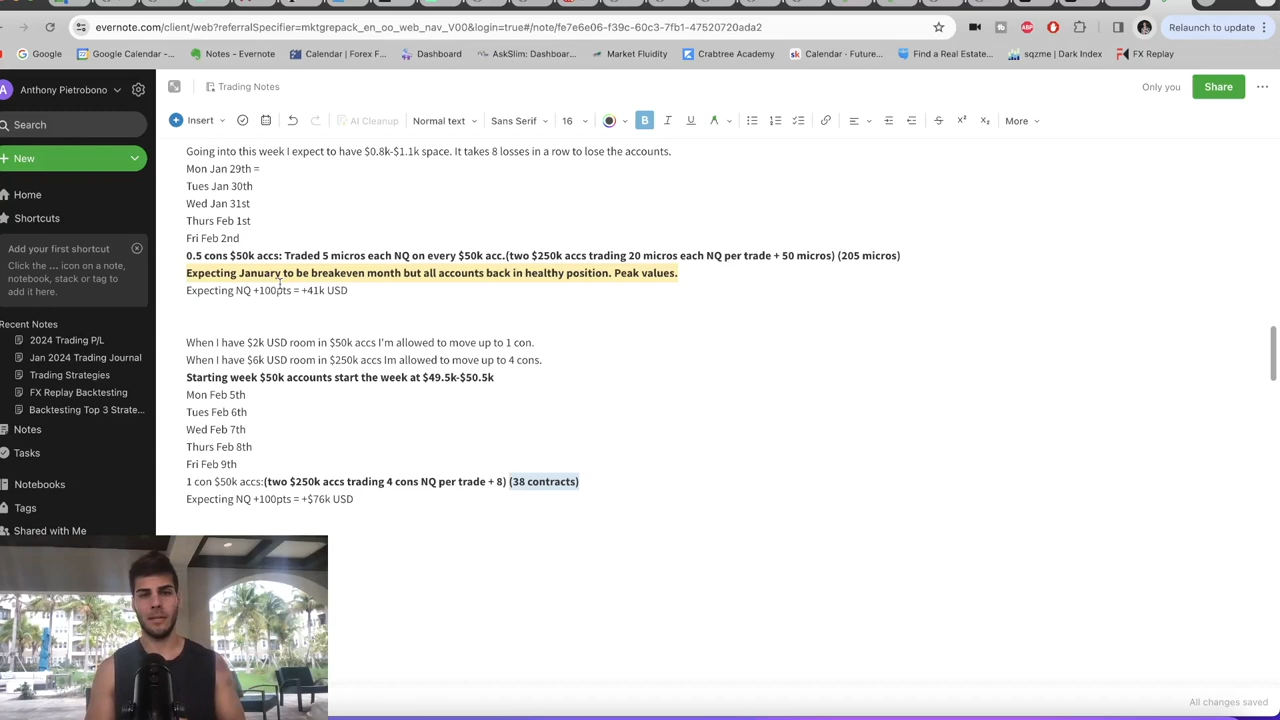 evernote.com/client/web?referralSpecifier=mktgrepack_en_oo_web_nav_V00&login=true#/note/fe7e6e06-f39c-60c3-7fb1-47520720ada2
Relaunch to update
Google
Google Calendar -...
Notes - Evernote
Calendar | Forex F...
Dashboard
AskSlim: Dashboar...
Market Fluidity
Crabtree Academy
Calendar · Future...
Find a Real Estate...
sqzme | Dark Index
FX Replay
A
Anthony Pietrobono
Trading Notes
Only you
Share
Search
Insert
AI Cleanup
Normal text
Sans Serif
16
B
I
U
A
More
New
Home
Shortcuts
Add your first shortcut
Click the ... icon on a note,
notebook, stack or tag to
add it here.
Recent Notes
2024 Trading P/L
Jan 2024 Trading Journal
Trading Strategies
FX Replay Backtesting
Backtesting Top 3 Strate...
Notes
Tasks
Notebooks
Tags
Shared with Me
Going into this week I expect to have $0.8k-$1.1k space. It takes 8 losses in a row to lose the accounts.
Mon Jan 29th =
Tues Jan 30th
Wed Jan 31st
Thurs Feb 1st
Fri Feb 2nd
0.5 cons $50k accs: Traded 5 micros each NQ on every $50k acc.(two $250k accs trading 20 micros each NQ per trade + 50 micros) (205 micros)
Expecting January to be breakeven month but all accounts back in healthy position. Peak values.
Expecting NQ +100pts = +41k USD
When I have $2k USD room in $50k accs I'm allowed to move up to 1 con.
When I have $6k USD room in $250k accs Im allowed to move up to 4 cons.
Starting week $50k accounts start the week at $49.5k-$50.5k
Mon Feb 5th
Tues Feb 6th
Wed Feb 7th
Thurs Feb 8th
Fri Feb 9th
1 con $50k accs:(two $250k accs trading 4 cons NQ per trade + 8) (38 contracts)
Expecting NQ +100pts = +$76k USD
All changes saved